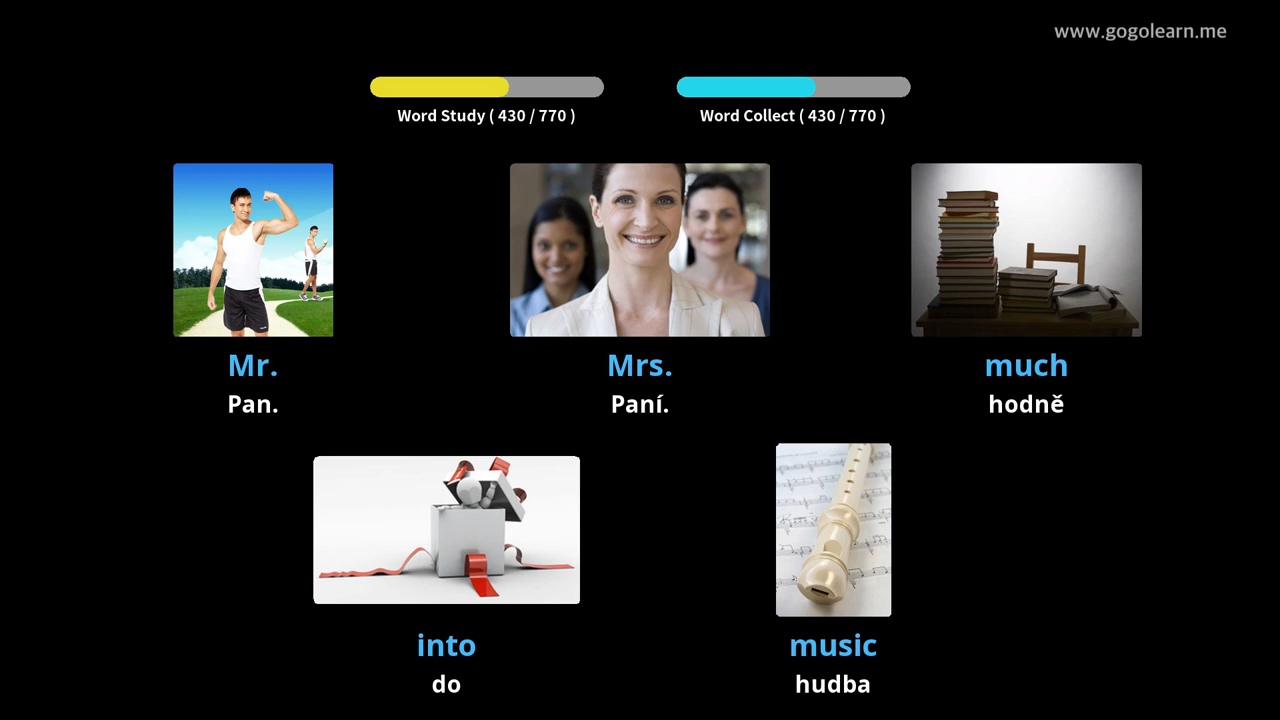 www.gogolearn.me
Word Study ( 430 / 770 )
Word Collect ( 430 / 770 )
Mr.
Pan.
Mrs.
Paní.
much
hodně
into
do
music
hudba